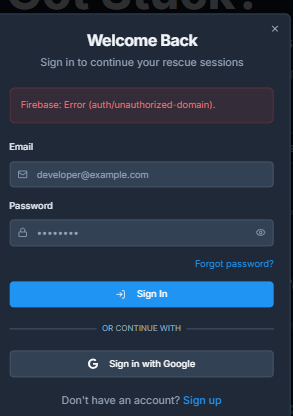 Got Stuck?
×
Welcome Back
Sign in to continue your rescue sessions
Firebase: Error (auth/unauthorized-domain).
Email
developer@example.com
Password
••••••••
Forgot password?
Sign In
OR CONTINUE WITH
G Sign in with Google
Don't have an account? Sign up